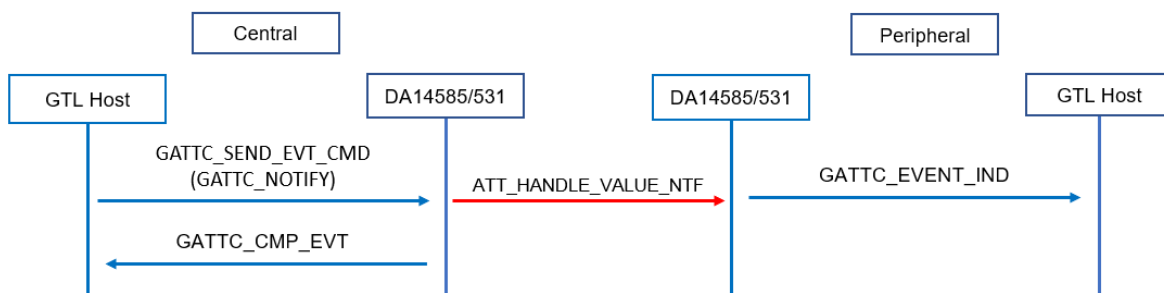 Central
Peripheral
GTL Host
DA14585/531
DA14585/531
GTL Host
GATTC_SEND_EVT_CMD
(GATTC_NOTIFY)
ATT_HANDLE_VALUE_NTF
GATTC_EVENT_IND
GATTC_CMP_EVT